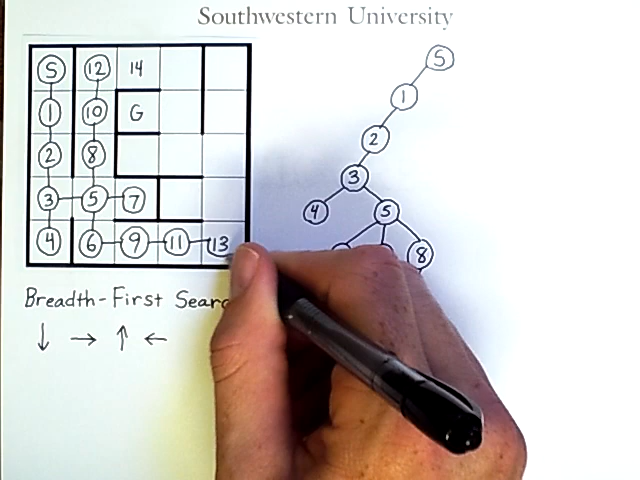 Southwestern University
S 12 14
1 10 G
2 8
3 5 7
4 6 9 11 13
S
1
2
3
4 5
8
Breadth-First Sear
↓ → ↑ ←